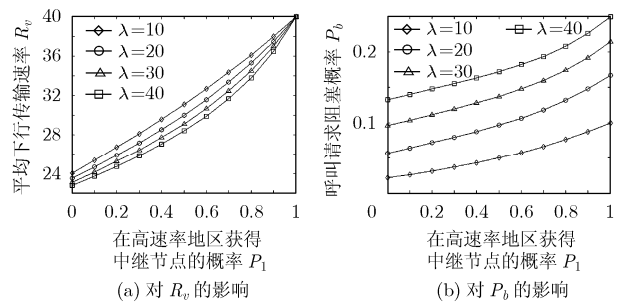 40
36
32
28
24
平均下行传输速率 R_v
λ=10
λ=20
λ=30
λ=40
0 0.2 0.4 0.6 0.8 1
在高速率地区获得
中继节点的概率 P_1
(a) 对 R_v 的影响
0.2
0.1
0
呼叫请求阻塞概率 P_b
λ=10
λ=20
λ=30
λ=40
0.2 0.4 0.6 0.8 1
在高速率地区获得
中继节点的概率 P_1
(b) 对 P_b 的影响